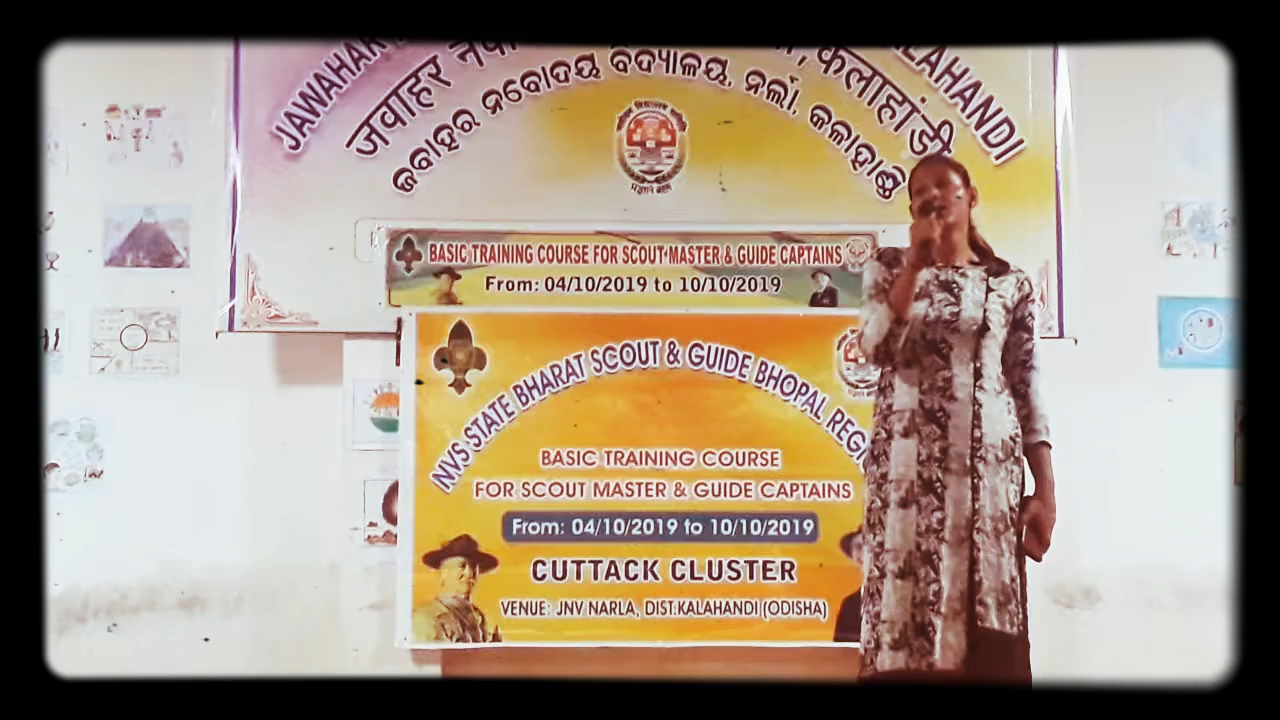 JAWAHAR LAHANDI
जवाहर नवो , कलाहांडी
ଜବାହର ନବୋଦୟ ବିଦ୍ୟାଳୟ, ନର୍ଲା, କଳାହାଣ୍ଡି
BASIC TRAINING COURSE FOR SCOUT MASTER & GUIDE CAPTAINS
From: 04/10/2019 to 10/10/2019
NVS STATE BHARAT SCOUT & GUIDE BHOPAL REGI
BASIC TRAINING COURSE
FOR SCOUT MASTER & GUIDE CAPTAINS
From: 04/10/2019 to 10/10/2019
CUTTACK CLUSTER
VENUE: JNV NARLA, DIST.KALAHANDI (ODISHA)